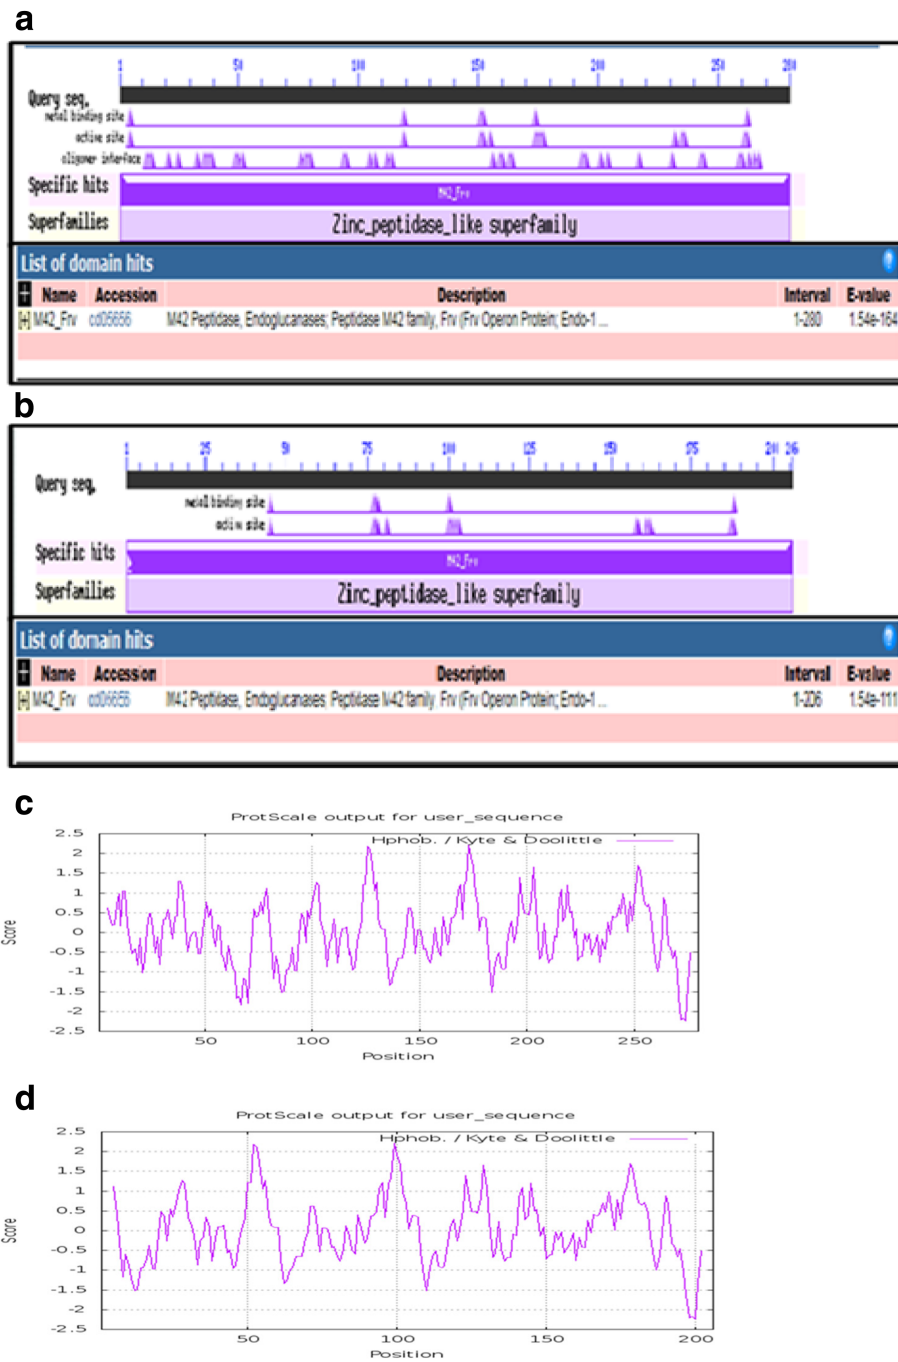 a
1 50 100 150 200 250 280
Query seq.
metal binding site
active site
oligomer interface
Specific hits
M42_Frv
Superfamilies
Zinc_peptidase_like superfamily
List of domain hits
?
+ Name Accession Description Interval E-value
[+] M42_Frv cd05656 M42 Peptidase, Endoglucanases; Peptidase M42 family, Frv (Frv Operon Protein; Endo-1 ... 1-280 1.54e-164
b
1 25 50 75 100 125 150 175 200 206
Query seq.
metal binding site
active site
Specific hits
M42_Frv
Superfamilies
Zinc_peptidase_like superfamily
List of domain hits
?
+ Name Accession Description Interval E-value
[+] M42_Frv cd05656 M42 Peptidase, Endoglucanases; Peptidase M42 family, Frv (Frv Operon Protein; Endo-1 ... 1-206 1.54e-111
c
ProtScale output for user_sequence
Hphob. / Kyte & Doolittle
2.5
2
1.5
1
0.5
0
-0.5
-1
-1.5
-2
-2.5
Score
50 100 150 200 250
Position
d
ProtScale output for user_sequence
Hphob. / Kyte & Doolittle
2.5
2
1.5
1
0.5
0
-0.5
-1
-1.5
-2
-2.5
Score
50 100 150 200
Position